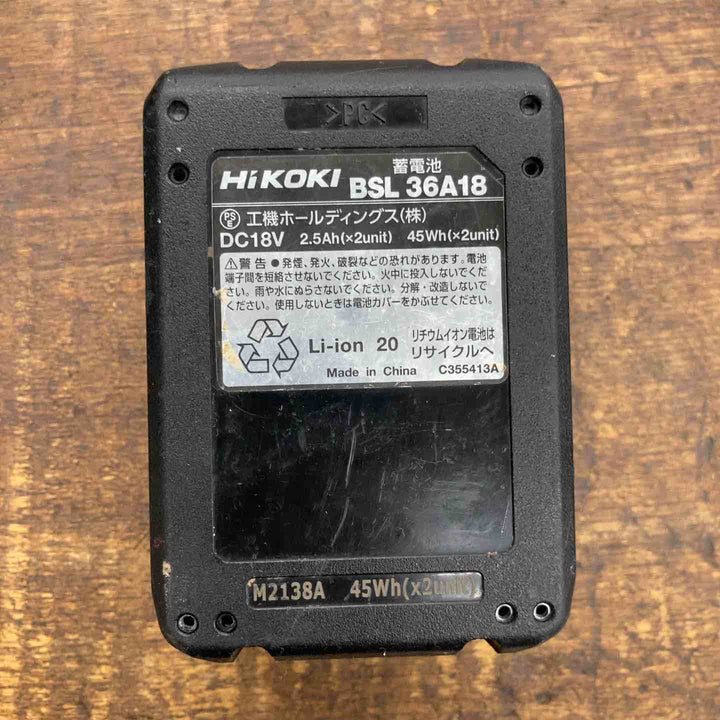 >PC<
蓄電池
HiKOKI BSL 36A18
PSE 工機ホールディングス(株)
DC18V 2.5Ah(×2unit) 45Wh(×2unit)
⚠警告 ●発煙、発火、破裂などの恐れがあります。電池
端子間を短絡させないでください。火中に投入しないでくだ
さい。雨や水にぬらさないでください。分解・改造しないで
ください。使用しないときは電池カバーをかぶせてください。
Li-ion 20
リチウムイオン電池は
リサイクルへ
Made in China C355413A
M2138A 45Wh(x2unit)